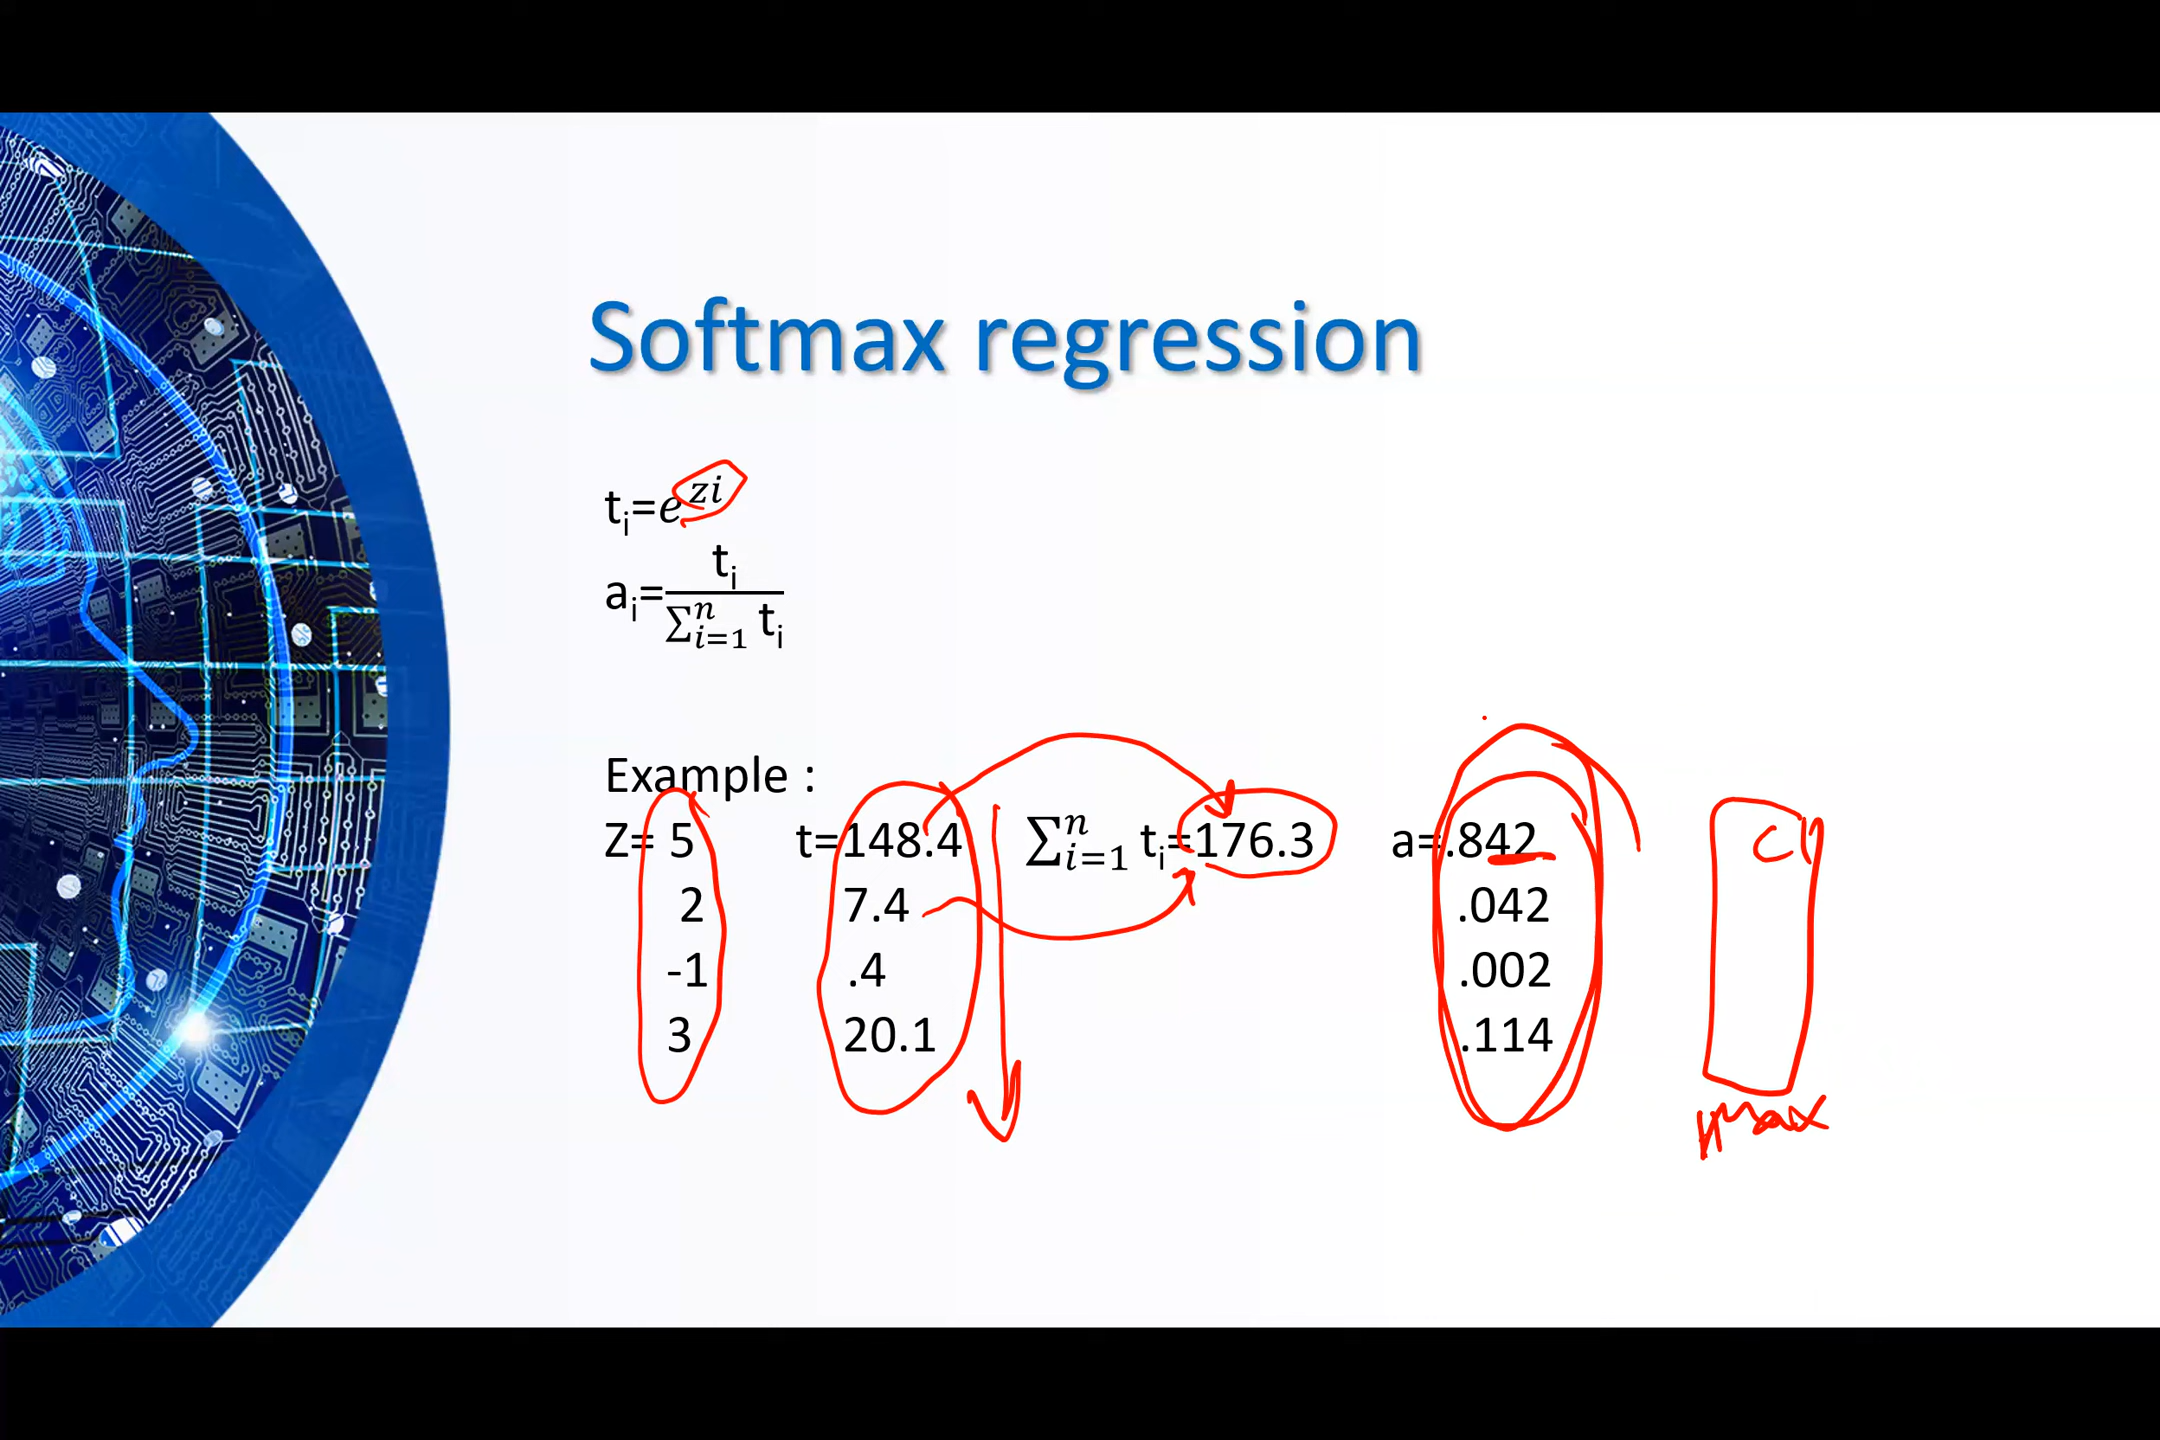 Softmax regression
tᵢ=e^zi
aᵢ=tᵢ/∑ⁿᵢ₌₁ tᵢ
Example :
Z= 5 t=148.4 ∑ⁿᵢ₌₁ tᵢ=176.3 a=.842
2 7.4 .042
-1 .4 .002
3 20.1 .114
max